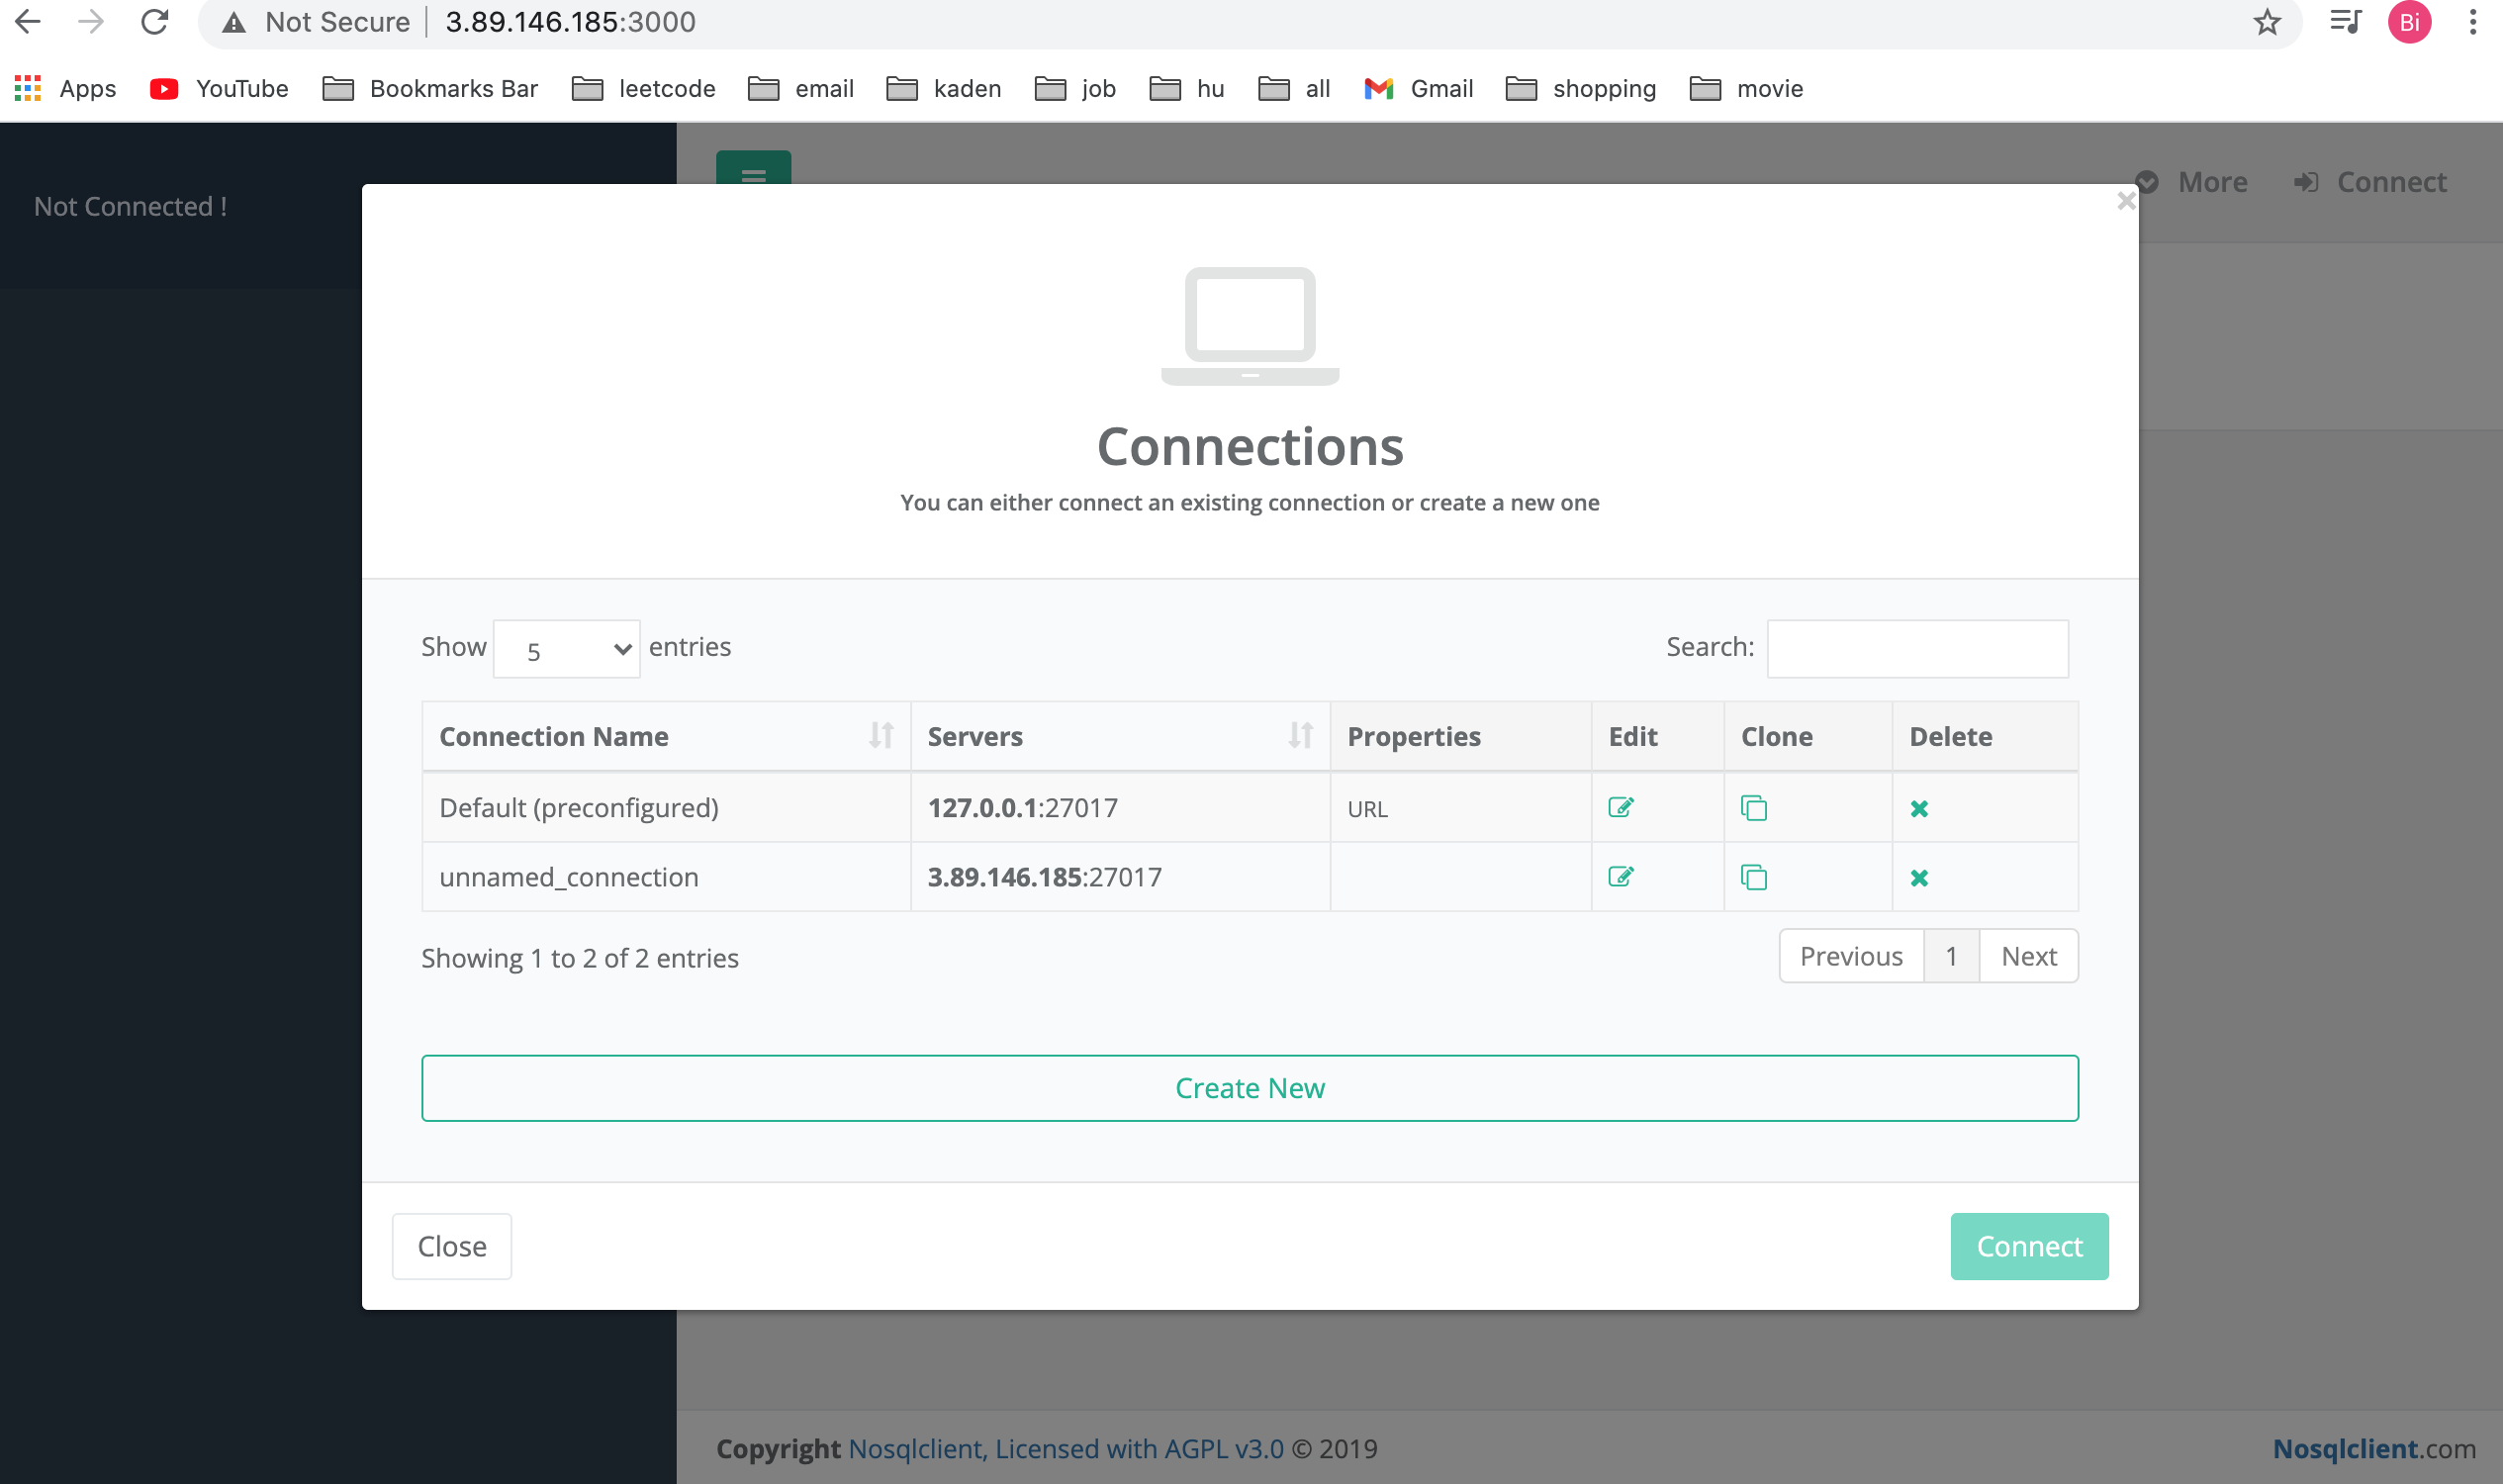 Not Secure 3.89.146.185:3000 Bi
Apps YouTube Bookmarks Bar leetcode email kaden job hu all Gmail shopping movie
Not Connected !
More Connect
Connections
You can either connect an existing connection or create a new one
Show 5 entries Search:
Connection Name Servers Properties Edit Clone Delete
Default (preconfigured) 127.0.0.1:27017 URL
unnamed_connection 3.89.146.185:27017
Showing 1 to 2 of 2 entries Previous 1 Next
Create New
Close Connect
Copyright Nosqlclient, Licensed with AGPL v3.0 © 2019 Nosqlclient.com